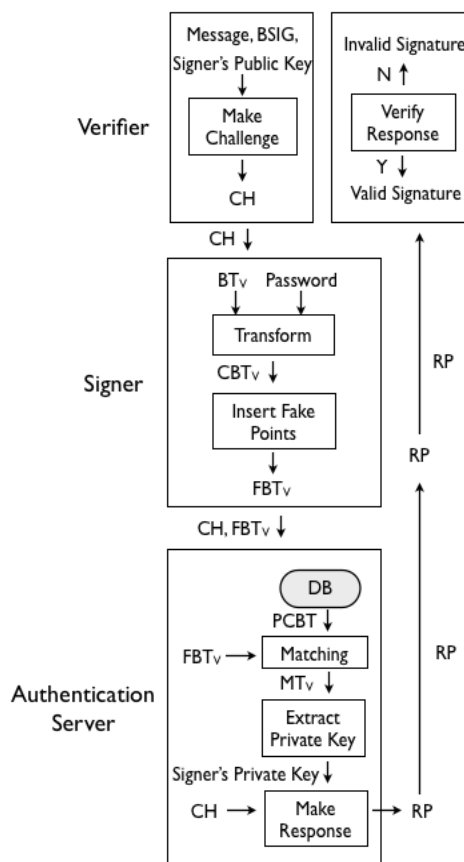 Message, BSIG,
Signer's Public Key
Make
Challenge
CH
Verifier
Invalid Signature
N
Verify
Response
Y
Valid Signature
CH
BTv
Password
Transform
CBTv
Insert Fake
Points
FBTv
Signer
RP
RP
CH, FBTv
DB
PCBT
FBTv
Matching
MTv
Extract
Private Key
Signer's Private Key
CH
Make
Response
RP
RP
Authentication
Server